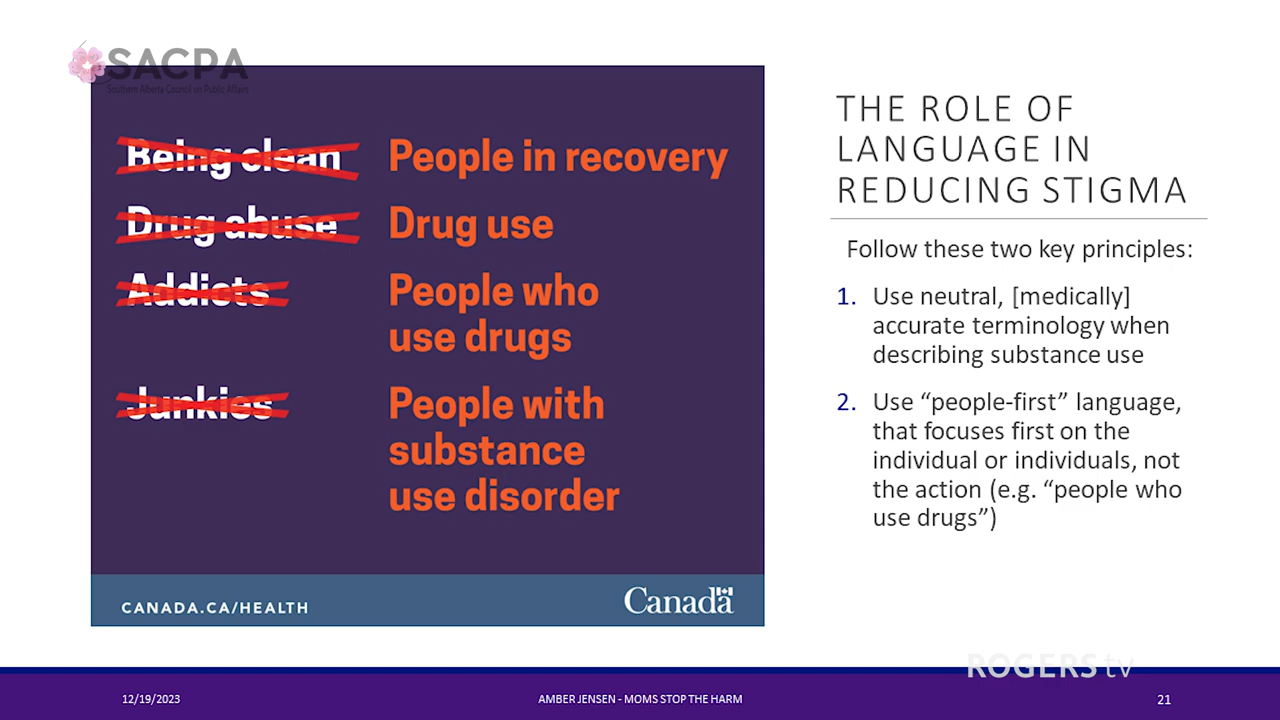 SACPA
Southern Alberta Council on Public Affairs
Being clean
People in recovery
Drug abuse
Drug use
Addicts
People who
use drugs
Junkies
People with
substance
use disorder
CANADA.CA/HEALTH
Canada
THE ROLE OF
LANGUAGE IN
REDUCING STIGMA
Follow these two key principles:
1. Use neutral, [medically]
accurate terminology when
describing substance use
2. Use “people-first” language,
that focuses first on the
individual or individuals, not
the action (e.g. “people who
use drugs”)
ROGERS tv
12/19/2023
AMBER JENSEN - MOMS STOP THE HARM
21